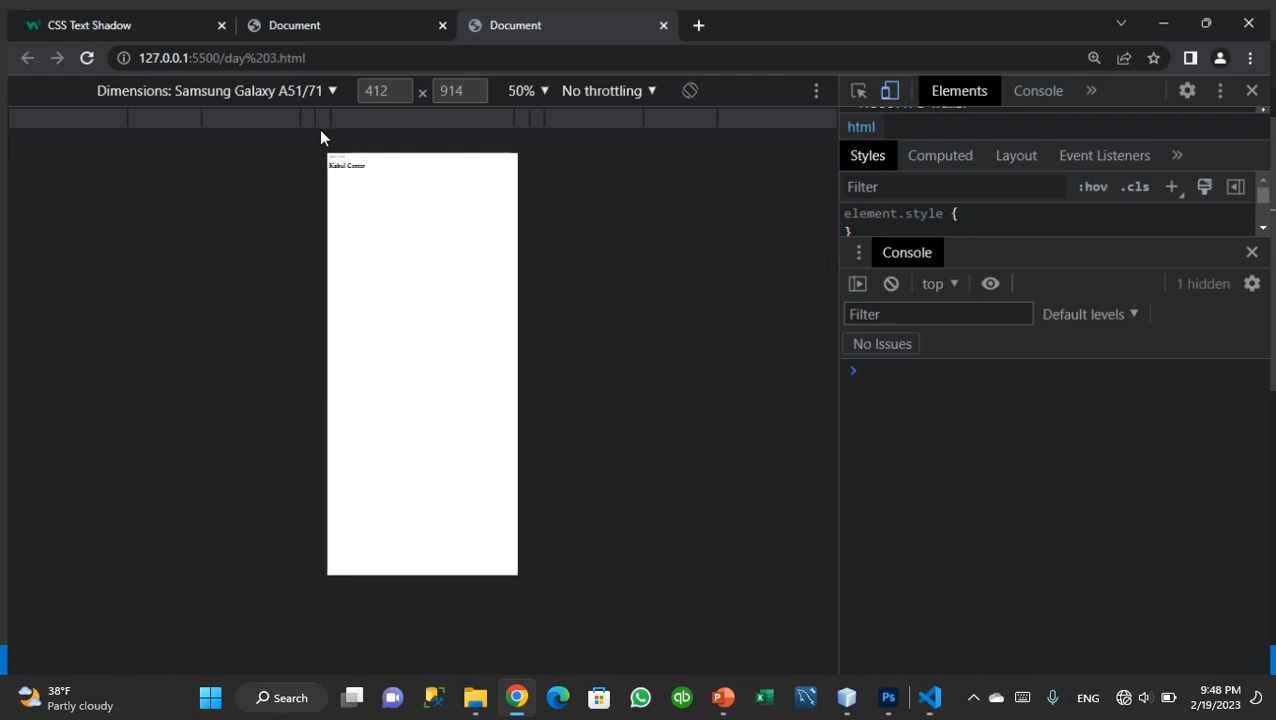 CSS Text Shadow
Document
Document
127.0.0.1:5500/day%203.html
Dimensions: Samsung Galaxy A51/71
412
914
50%
No throttling
Elements
Console
html
Styles
Computed
Layout
Event Listeners
Filter
:hov
.cls
element.style {
}
Console
top
1 hidden
Filter
Default levels
No Issues
Kabul Center
38°F
Partly cloudy
Search
ENG
9:48 PM
2/19/2023